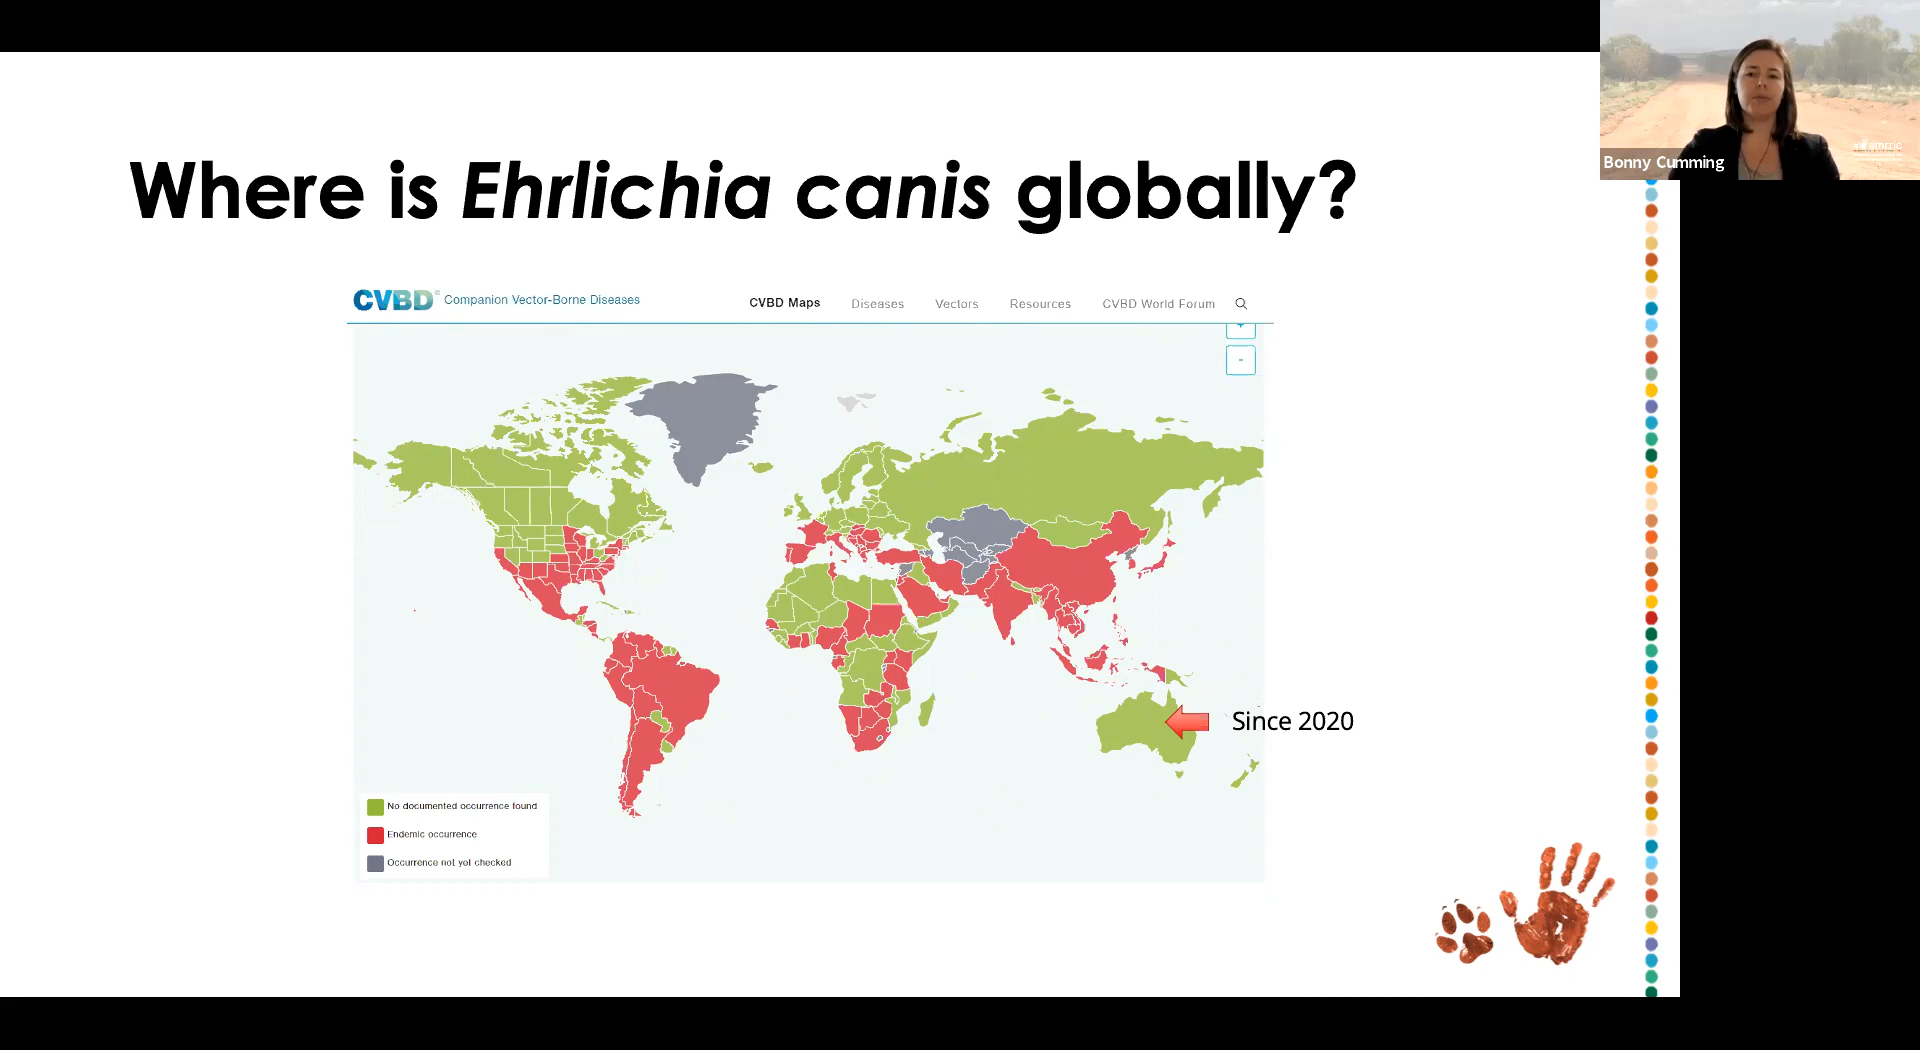 Where is Ehrlichia canis globally?
Bonny Cumming
CVBD® Companion Vector-Borne Diseases
CVBD Maps Diseases Vectors Resources CVBD World Forum
+
-
Since 2020
No documented occurrence found
Endemic occurrence
Occurrence not yet checked